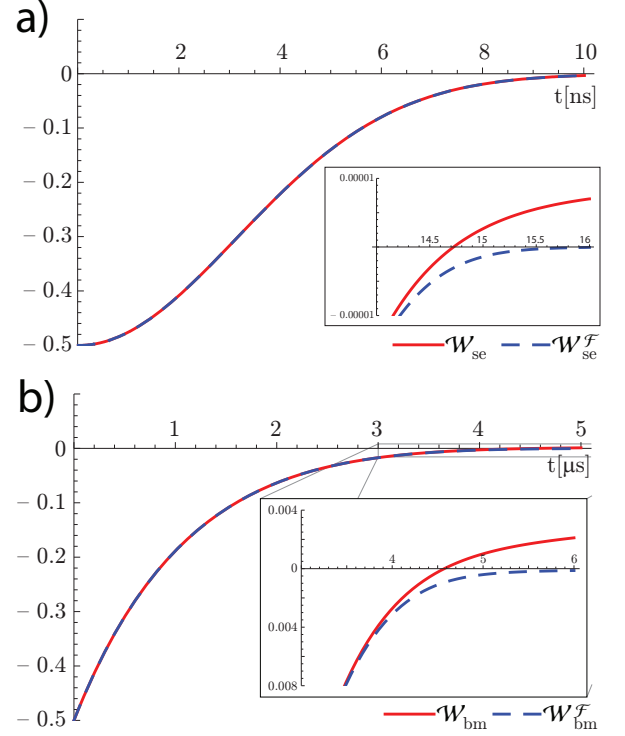 a)
2 4 6 8 10
0
t[ns]
− 0.1
− 0.2
− 0.3
− 0.4
− 0.5
0.00001
14.5 15 15.5 16
− 0.00001
𝒲se 𝒲se^ℱ
b)
1 2 3 4 5
0
t[μs]
− 0.1
− 0.2
− 0.3
− 0.4
− 0.5
0.004
4 5 6
0
0.004
0.008
𝒲bm 𝒲bm^ℱ